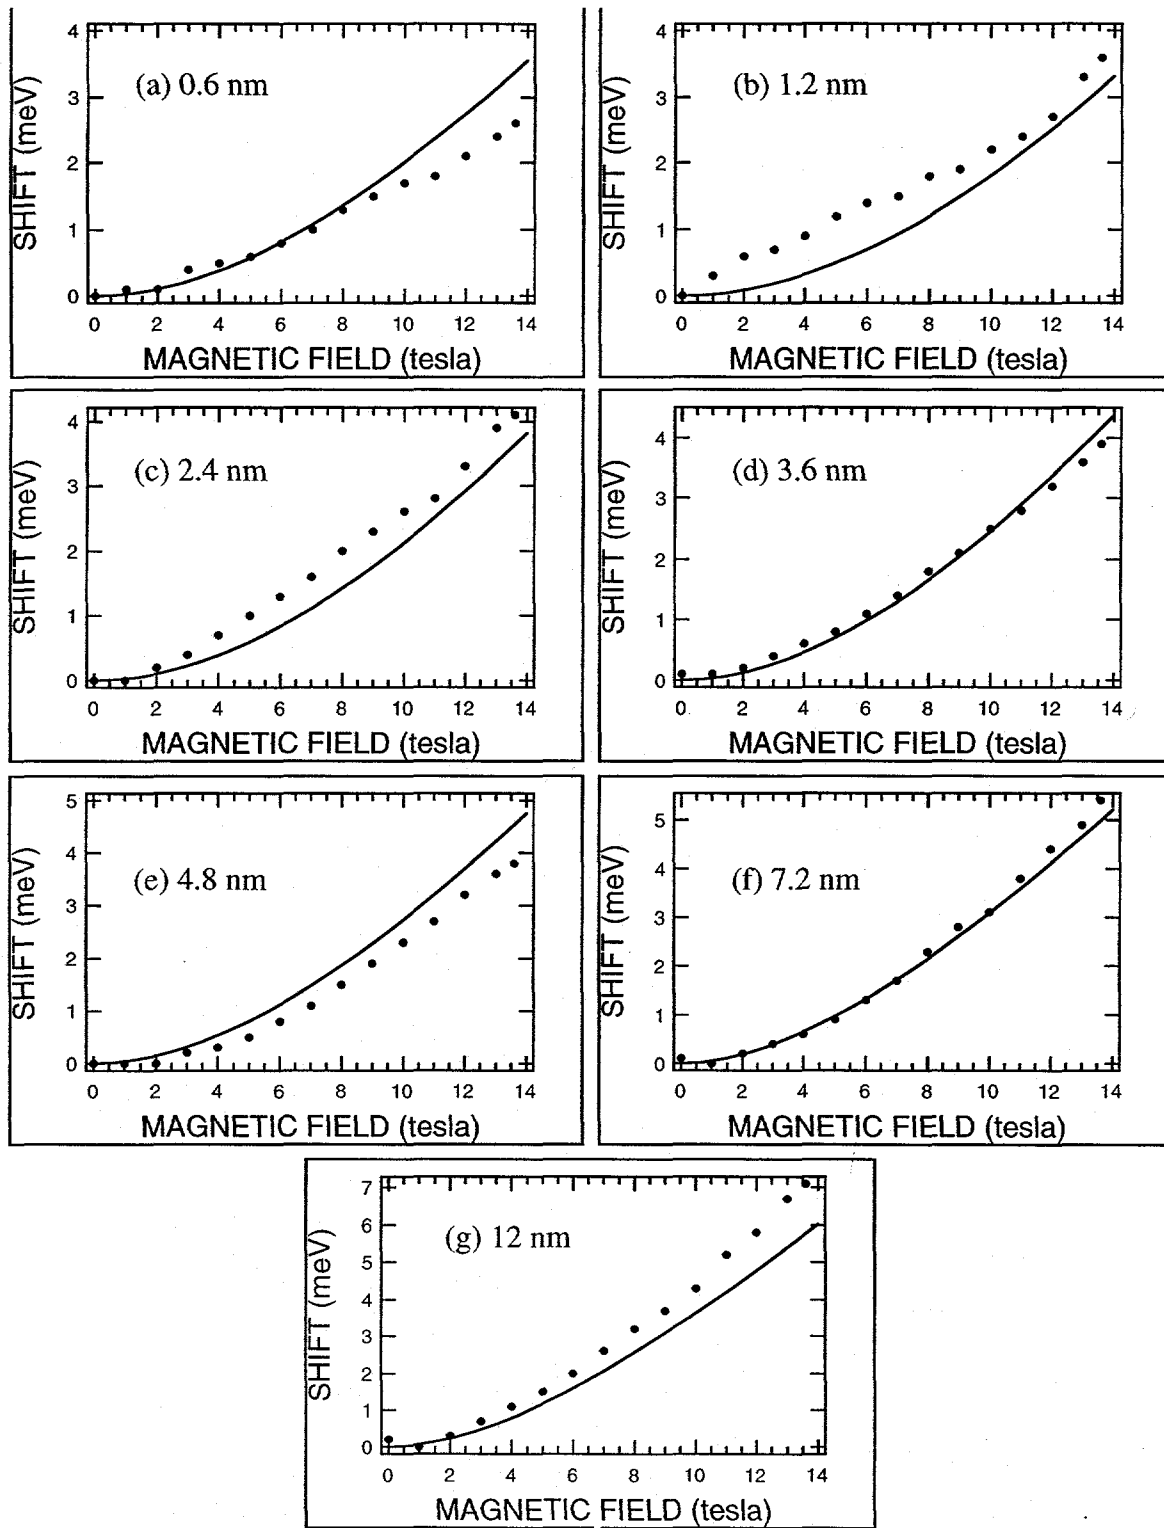 4
3
2
1
0
SHIFT (meV)
(a) 0.6 nm
0 2 4 6 8 10 12 14
MAGNETIC FIELD (tesla)
4
3
2
1
0
SHIFT (meV)
(b) 1.2 nm
0 2 4 6 8 10 12 14
MAGNETIC FIELD (tesla)
4
3
2
1
0
SHIFT (meV)
(c) 2.4 nm
0 2 4 6 8 10 12 14
MAGNETIC FIELD (tesla)
4
3
2
1
0
SHIFT (meV)
(d) 3.6 nm
0 2 4 6 8 10 12 14
MAGNETIC FIELD (tesla)
5
4
3
2
1
0
SHIFT (meV)
(e) 4.8 nm
0 2 4 6 8 10 12 14
MAGNETIC FIELD (tesla)
5
4
3
2
1
0
SHIFT (meV)
(f) 7.2 nm
0 2 4 6 8 10 12 14
MAGNETIC FIELD (tesla)
7
6
5
4
3
2
1
0
SHIFT (meV)
(g) 12 nm
0 2 4 6 8 10 12 14
MAGNETIC FIELD (tesla)